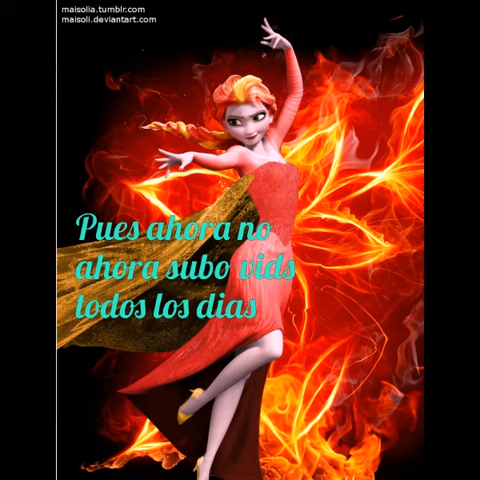 maisolia.tumblr.com
maisoli.deviantart.com
Pues ahora no
ahora subo vids
todos los dias